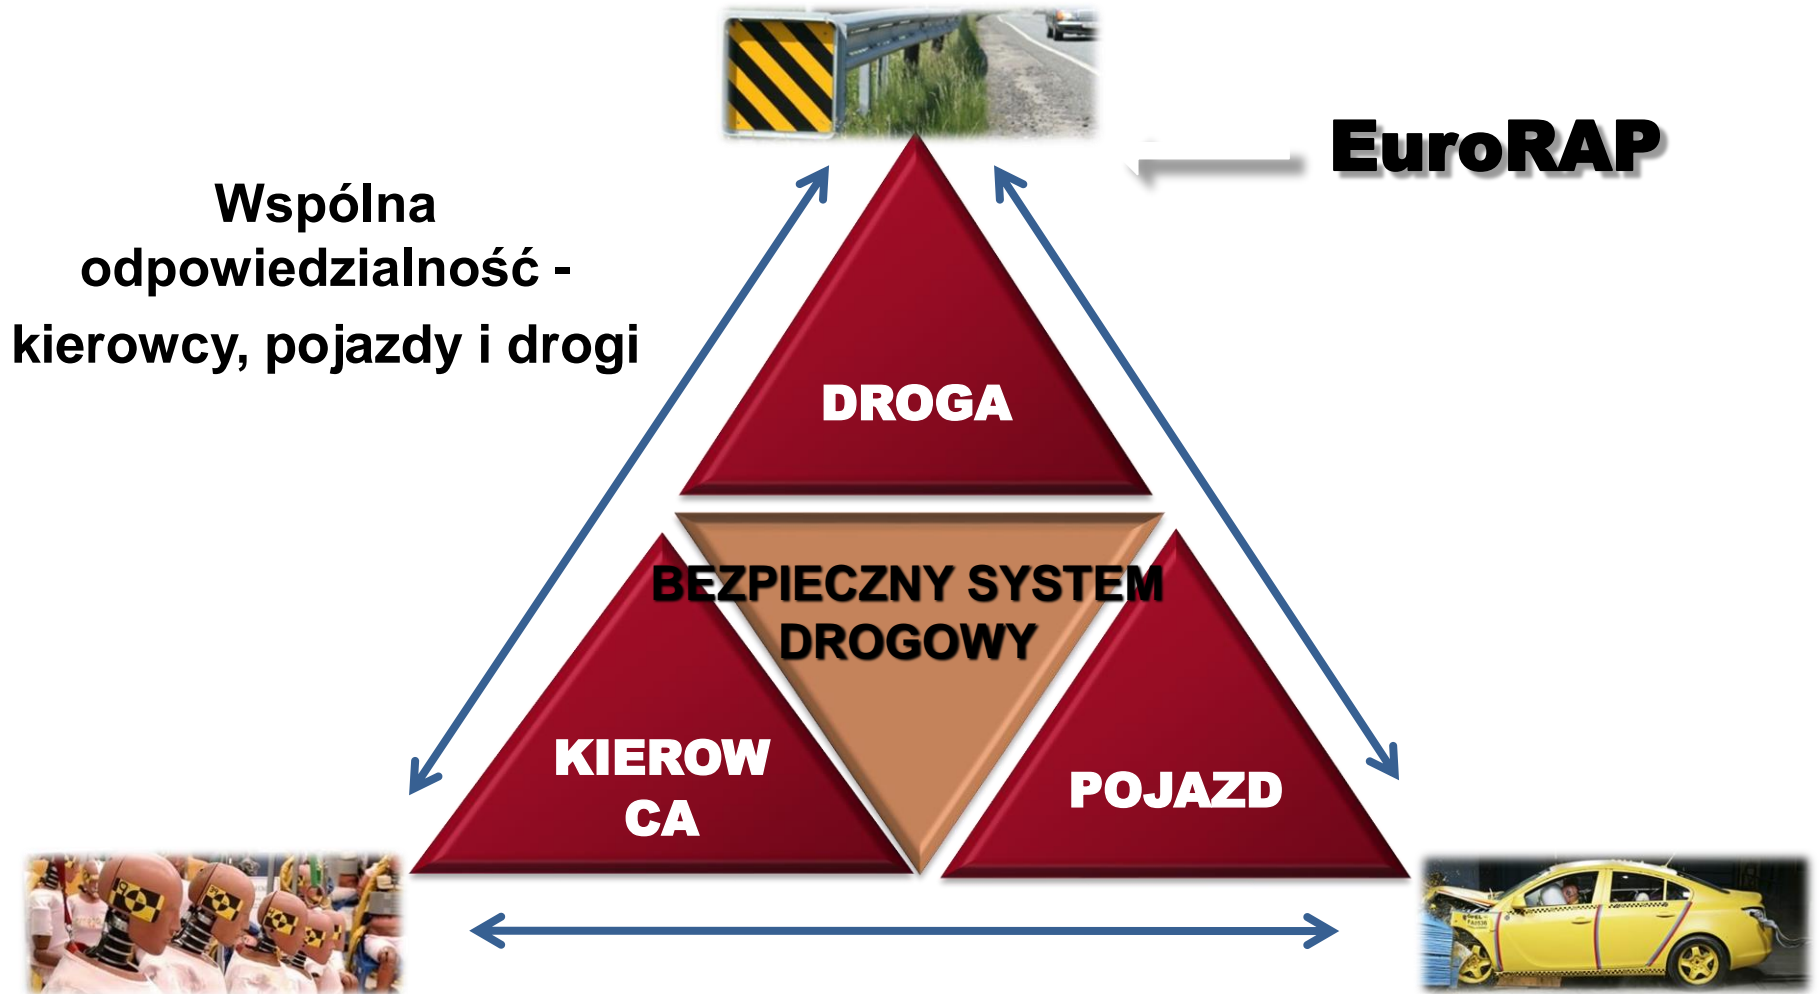 EuroRAP
Wspólna
odpowiedzialność -
kierowcy, pojazdy i drogi
DROGA
BEZPIECZNY SYSTEM
DROGOWY
KIEROW
CA
POJAZD